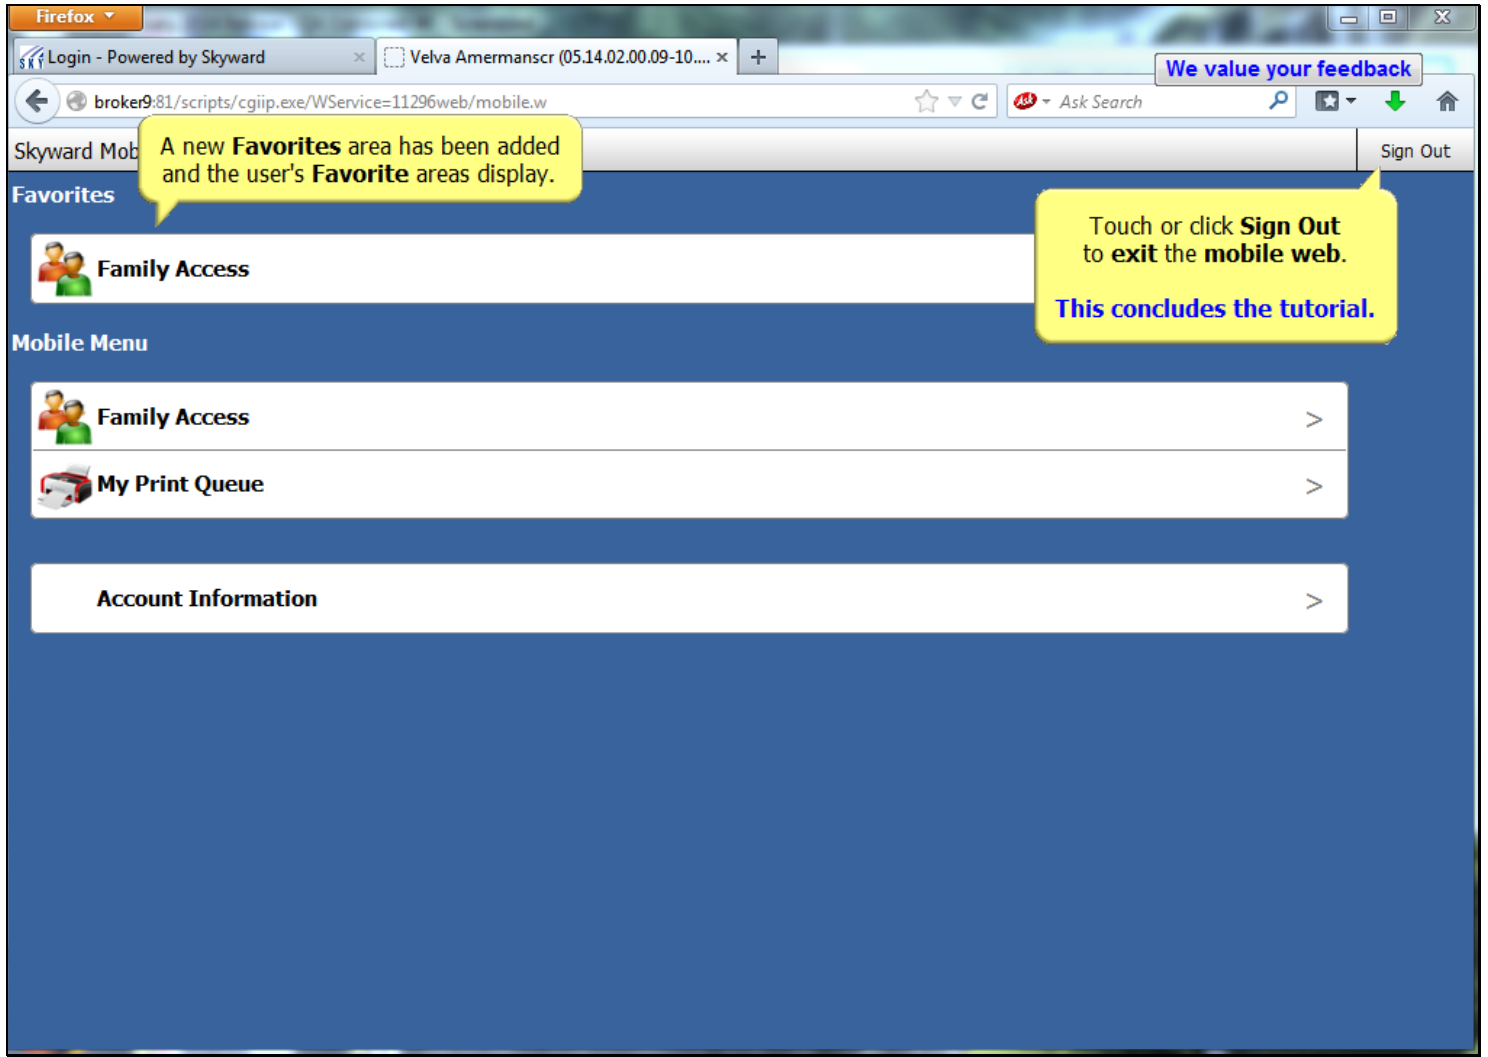 Firefox
SKY Login - Powered by Skyward
Velva Amermanscr (05.14.02.00.09-10....
We value your feedback
broker9:81/scripts/cgiip.exe/WService=11296web/mobile.w
Ask
Ask Search
Skyward Mob
Sign Out
A new Favorites area has been added
and the user's Favorite areas display.
Favorites
Touch or click Sign Out
to exit the mobile web.
This concludes the tutorial.
Family Access
Mobile Menu
Family Access >
My Print Queue >
Account Information >